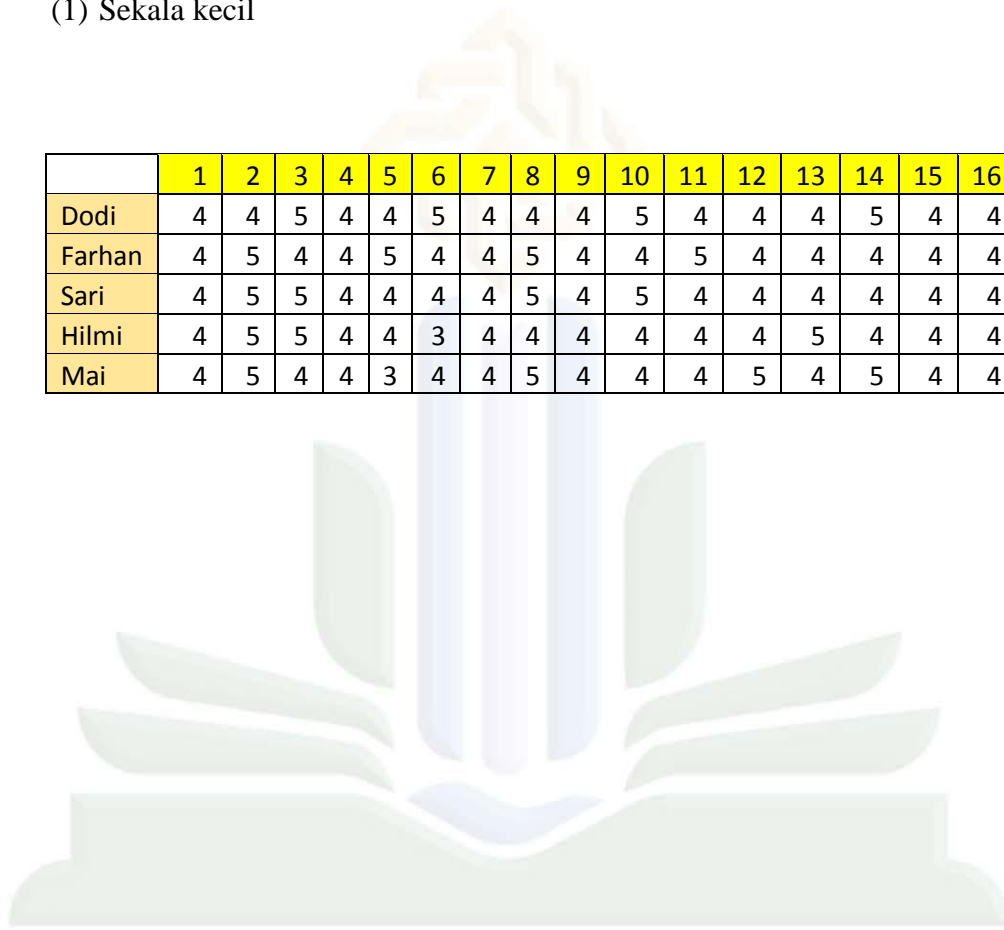 (1) Sekala kecil
1 2 3 4 5 6 7 8 9 10 11 12 13 14 15 16
Dodi 4 4 5 4 4 5 4 4 4 5 4 4 4 5 4 4
Farhan 4 5 4 4 5 4 4 5 4 4 5 4 4 4 4 4
Sari 4 5 5 4 4 4 4 5 4 5 4 4 4 4 4 4
Hilmi 4 5 5 4 4 3 4 4 4 4 4 4 5 4 4 4
Mai 4 5 4 4 3 4 4 5 4 4 4 5 4 5 4 4